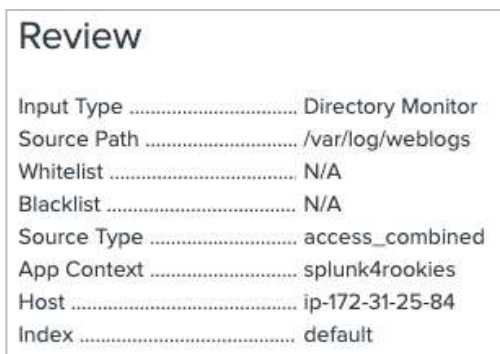 Review
Input Type .................................... Directory Monitor
Source Path ................................. /var/log/weblogs
Whitelist ....................................... N/A
Blacklist ........................................ N/A
Source Type ................................ access_combined
App Context ................................ splunk4rookies
Host ............................................... ip-172-31-25-84
Index ............................................. default